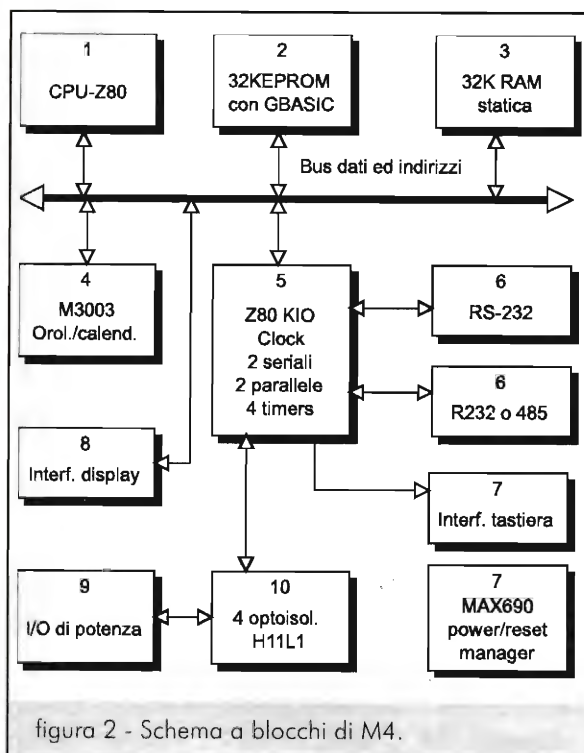 1
CPU-Z80
2
32KEPROM
con GBASIC
3
32K RAM
statica
Bus dati ed indirizzi
4
M3003
Orol./calend.
5
Z80 KIO
Clock
2 seriali
2 parallele
4 timers
6
RS-232
6
R232 o 485
8
Interf. display
7
Interf. tastiera
9
I/O di potenza
10
4 optoisol.
H11L1
7
MAX690
power/reset
manager
figura 2 - Schema a blocchi di M4.